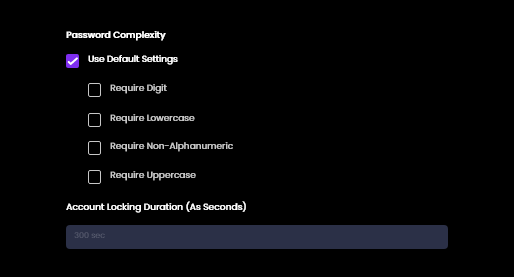 Password Complexity
Use Default Settings
Require Digit
Require Lowercase
Require Non-Alphanumeric
Require Uppercase
Account Locking Duration (As Seconds)
300 sec